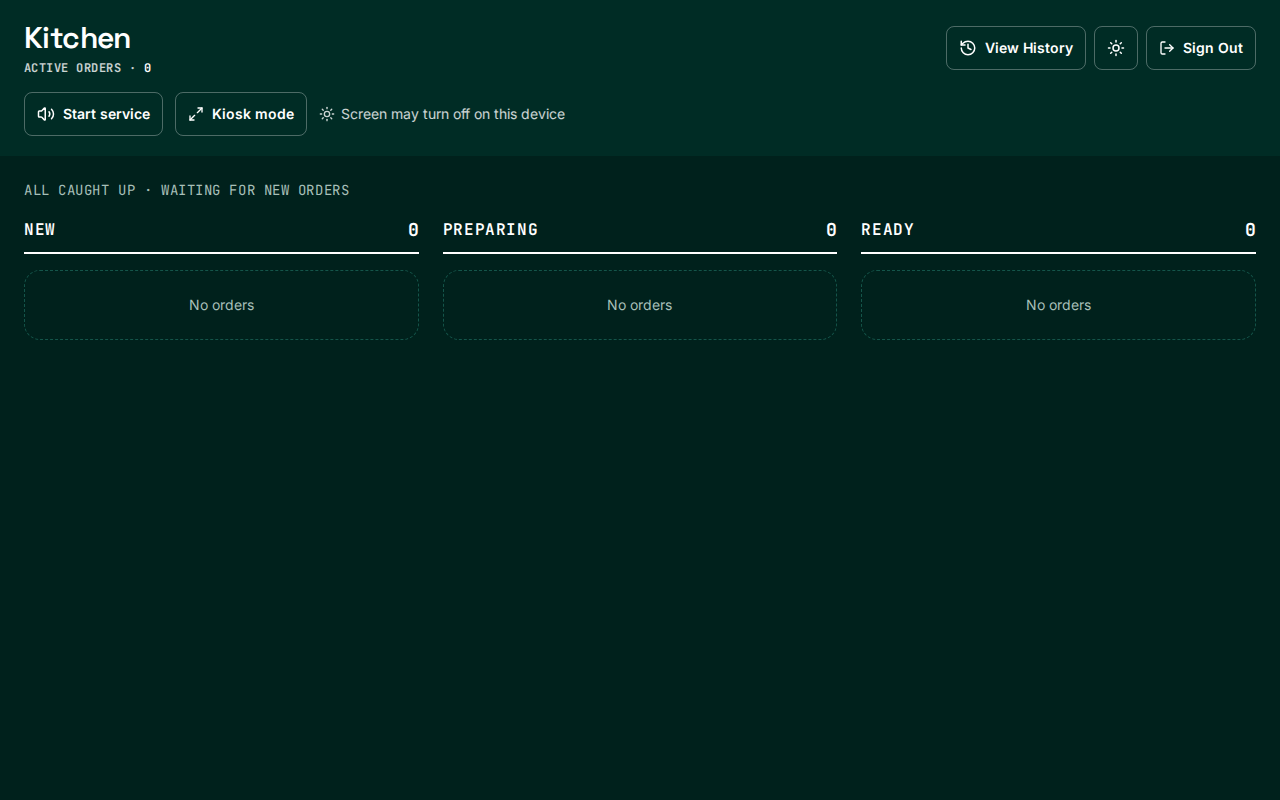 Kitchen
ACTIVE ORDERS · 0
View History
Sign Out
Start service
Kiosk mode
Screen may turn off on this device
ALL CAUGHT UP · WAITING FOR NEW ORDERS
NEW 0
PREPARING 0
READY 0
No orders
No orders
No orders